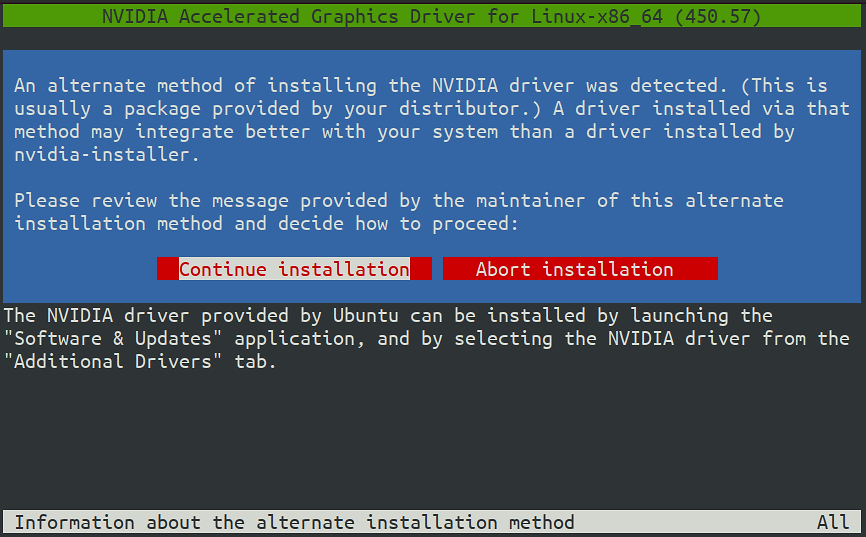 NVIDIA Accelerated Graphics Driver for Linux-x86_64 (450.57)
An alternate method of installing the NVIDIA driver was detected. (This is
usually a package provided by your distributor.) A driver installed via that
method may integrate better with your system than a driver installed by
nvidia-installer.
Please review the message provided by the maintainer of this alternate
installation method and decide how to proceed:
Continue installation Abort installation
The NVIDIA driver provided by Ubuntu can be installed by launching the
"Software & Updates" application, and by selecting the NVIDIA driver from the
"Additional Drivers" tab.
Information about the alternate installation method All